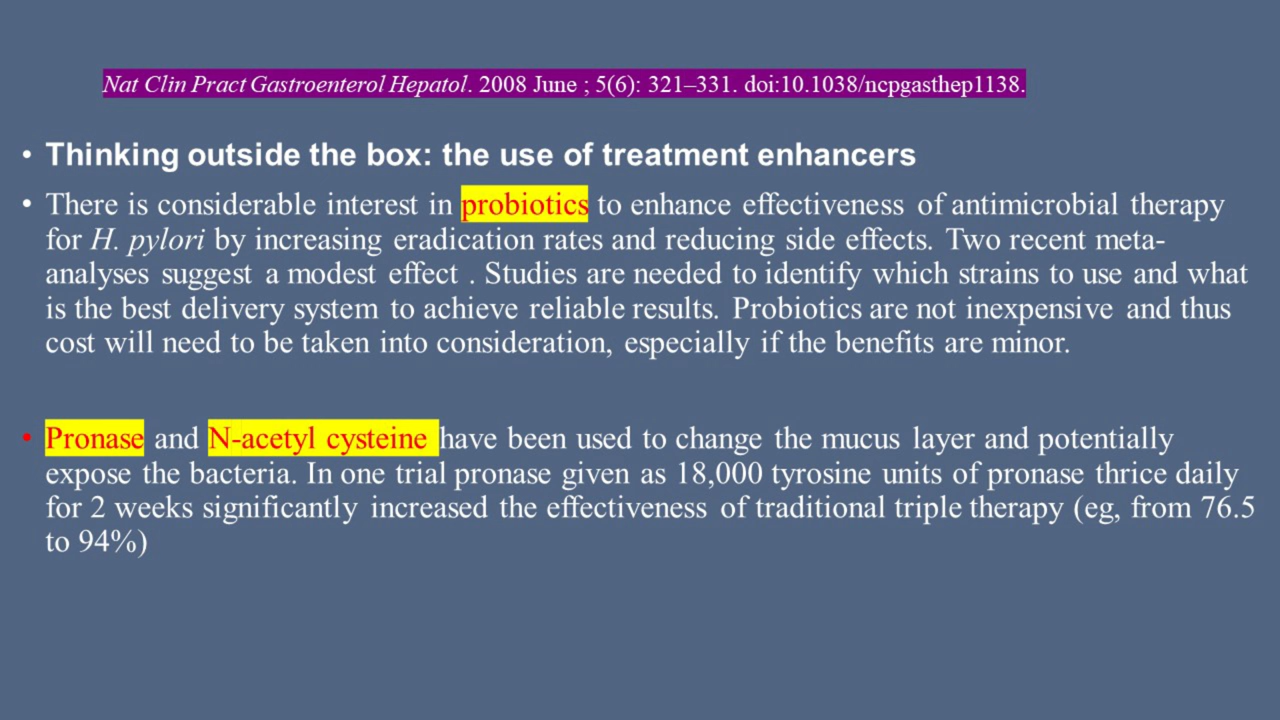 Nat Clin Pract Gastroenterol Hepatol. 2008 June ; 5(6): 321–331. doi:10.1038/ncpgasthep1138.
• Thinking outside the box: the use of treatment enhancers
• There is considerable interest in probiotics to enhance effectiveness of antimicrobial therapy
for H. pylori by increasing eradication rates and reducing side effects. Two recent meta-
analyses suggest a modest effect . Studies are needed to identify which strains to use and what
is the best delivery system to achieve reliable results. Probiotics are not inexpensive and thus
cost will need to be taken into consideration, especially if the benefits are minor.
• Pronase and N-acetyl cysteine have been used to change the mucus layer and potentially
expose the bacteria. In one trial pronase given as 18,000 tyrosine units of pronase thrice daily
for 2 weeks significantly increased the effectiveness of traditional triple therapy (eg, from 76.5
to 94%)